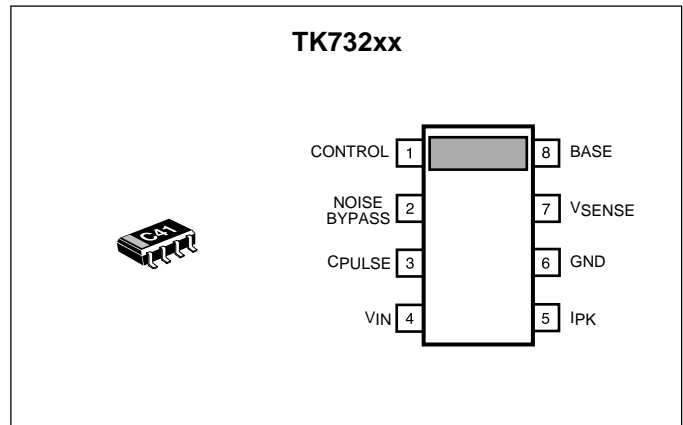 TK732xx
CONTROL 1
8 BASE
NOISE
BYPASS 2
7 VSENSE
CPULSE 3
6 GND
VIN 4
5 IPK
C41